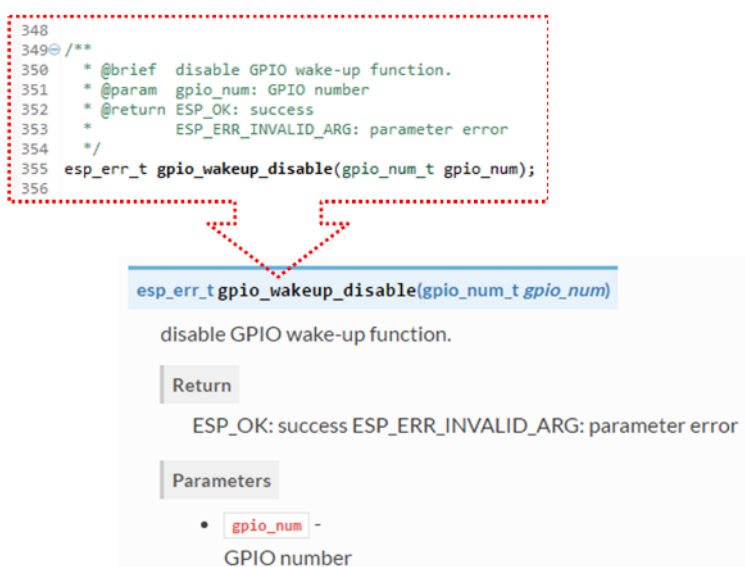 348
349 /**
350 * @brief disable GPIO wake-up function.
351 * @param gpio_num: GPIO number
352 * @return ESP_OK: success
353 * ESP_ERR_INVALID_ARG: parameter error
354 */
355 esp_err_t gpio_wakeup_disable(gpio_num_t gpio_num);
356
esp_err_t gpio_wakeup_disable(gpio_num_t gpio_num)
disable GPIO wake-up function.
Return
ESP_OK: success ESP_ERR_INVALID_ARG: parameter error
Parameters
• gpio_num -
GPIO number